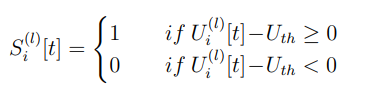 S_i^{(l)}[t] = \begin{cases} 1 & if\ U_i^{(l)}[t] - U_{th} \geq 0 \\ 0 & if\ U_i^{(l)}[t] - U_{th} < 0 \end{cases}